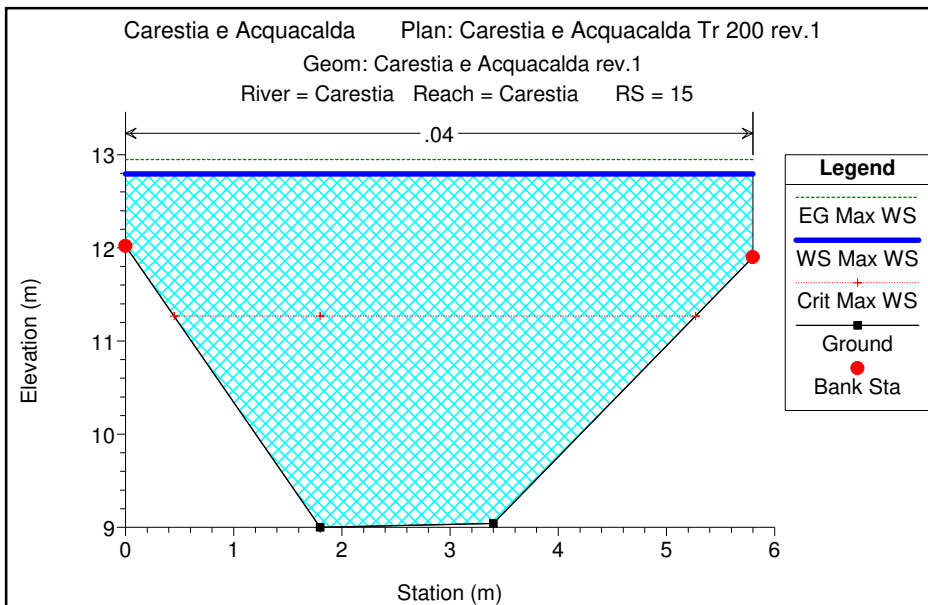 Carestia e Acquacalda Plan: Carestia e Acquacalda Tr 200 rev.1
Geom: Carestia e Acquacalda rev.1
River = Carestia Reach = Carestia RS = 15
.04
13
12
11
10
9
Elevation (m)
0 1 2 3 4 5 6
Station (m)
Legend
EG Max WS
WS Max WS
Crit Max WS
Ground
Bank Sta